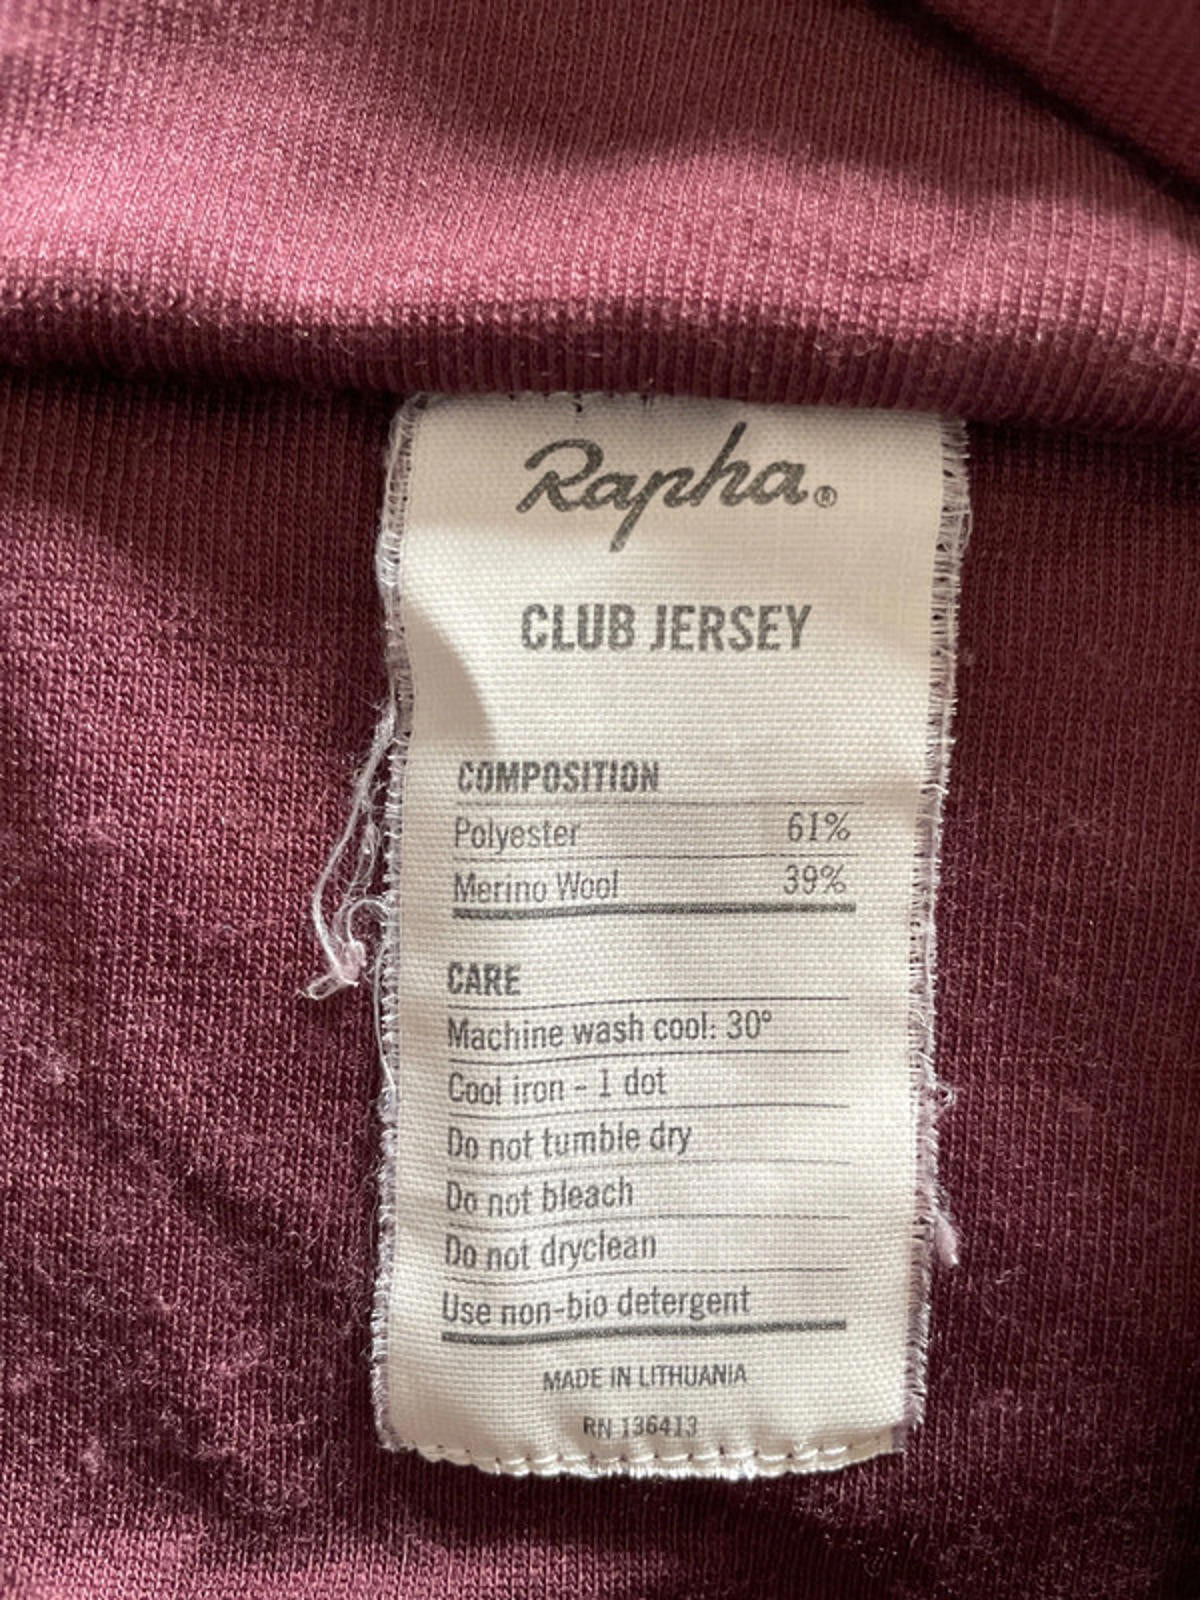 Rapha®
CLUB JERSEY
COMPOSITION
Polyester 61%
Merino Wool 39%
CARE
Machine wash cool: 30°
Cool iron - 1 dot
Do not tumble dry
Do not bleach
Do not dryclean
Use non-bio detergent
MADE IN LITHUANIA
RN 136413